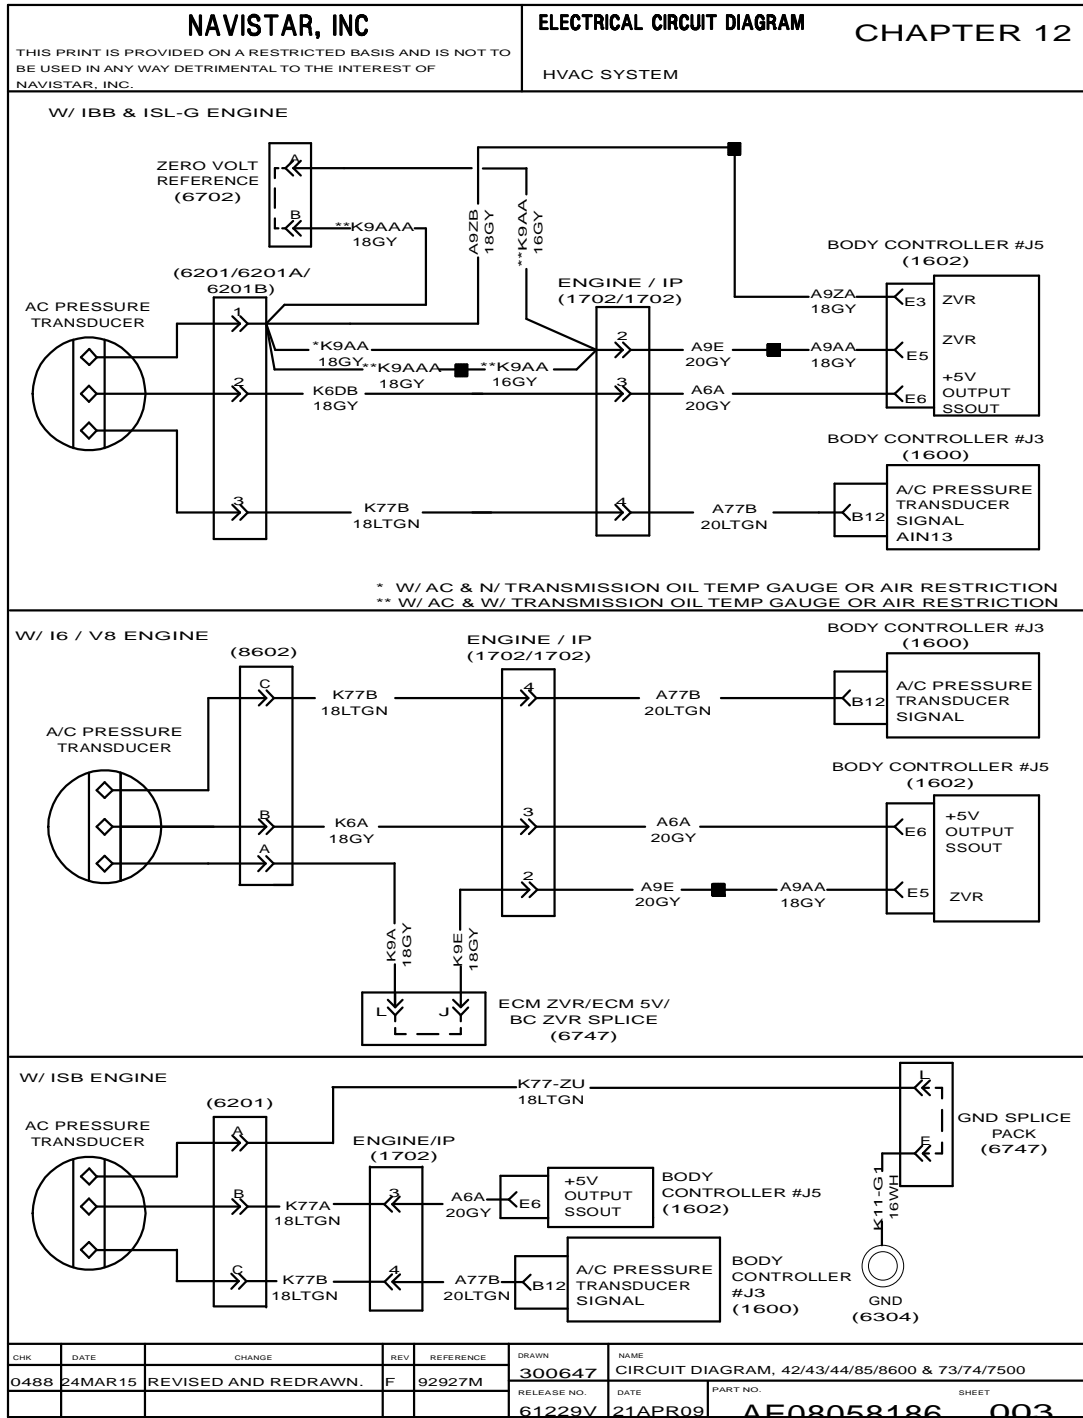 NAVISTAR, INC
THIS PRINT IS PROVIDED ON A RESTRICTED BASIS AND IS NOT TO
BE USED IN ANY WAY DETRIMENTAL TO THE INTEREST OF
NAVISTAR, INC.
ELECTRICAL CIRCUIT DIAGRAM
CHAPTER 12
HVAC SYSTEM
W/ IBB & ISL-G ENGINE
ZERO VOLT
REFERENCE
(6702)
A
B
**K9AAA
18GY
A9ZB
18GY
**K9AA
16GY
(6201/6201A/
6201B)
AC PRESSURE
TRANSDUCER
1
2
3
*K9AA
18GY
**K9AAA
18GY
**K9AA
16GY
K6DB
18GY
K77B
18LTGN
ENGINE / IP
(1702/1702)
2
3
4
A9E
20GY
A9AA
18GY
A6A
20GY
A77B
20LTGN
A9ZA
18GY
BODY CONTROLLER #J5
(1602)
E3
ZVR
E5
ZVR
E6
+5V
OUTPUT
SSOUT
BODY CONTROLLER #J3
(1600)
B12
A/C PRESSURE
TRANSDUCER
SIGNAL
AIN13
* W/ AC & N/ TRANSMISSION OIL TEMP GAUGE OR AIR RESTRICTION
** W/ AC & W/ TRANSMISSION OIL TEMP GAUGE OR AIR RESTRICTION
W/ I6 / V8 ENGINE
(8602)
A/C PRESSURE
TRANSDUCER
C
B
A
K77B
18LTGN
K6A
18GY
K9A
18GY
K9E
18GY
ENGINE / IP
(1702/1702)
4
3
2
A77B
20LTGN
A6A
20GY
A9E
20GY
A9AA
18GY
BODY CONTROLLER #J3
(1600)
B12
A/C PRESSURE
TRANSDUCER
SIGNAL
BODY CONTROLLER #J5
(1602)
E6
+5V
OUTPUT
SSOUT
E5
ZVR
L
J
ECM ZVR/ECM 5V/
BC ZVR SPLICE
(6747)
W/ ISB ENGINE
(6201)
AC PRESSURE
TRANSDUCER
A
B
C
K77-ZU
18LTGN
K77A
18LTGN
K77B
18LTGN
ENGINE/IP
(1702)
3
4
A6A
20GY
A77B
20LTGN
E6
+5V
OUTPUT
SSOUT
BODY
CONTROLLER #J5
(1602)
B12
A/C PRESSURE
TRANSDUCER
SIGNAL
BODY
CONTROLLER
#J3
(1600)
L
E
GND SPLICE
PACK
(6747)
K11-G1
16WH
GND
(6304)
CHK DATE CHANGE REV REFERENCE
0488 24MAR15 REVISED AND REDRAWN. F 92927M
DRAWN
300647
NAME
CIRCUIT DIAGRAM, 42/43/44/85/8600 & 73/74/7500
RELEASE NO.
61229V
DATE
21APR09
PART NO.
AE08058186
SHEET
003